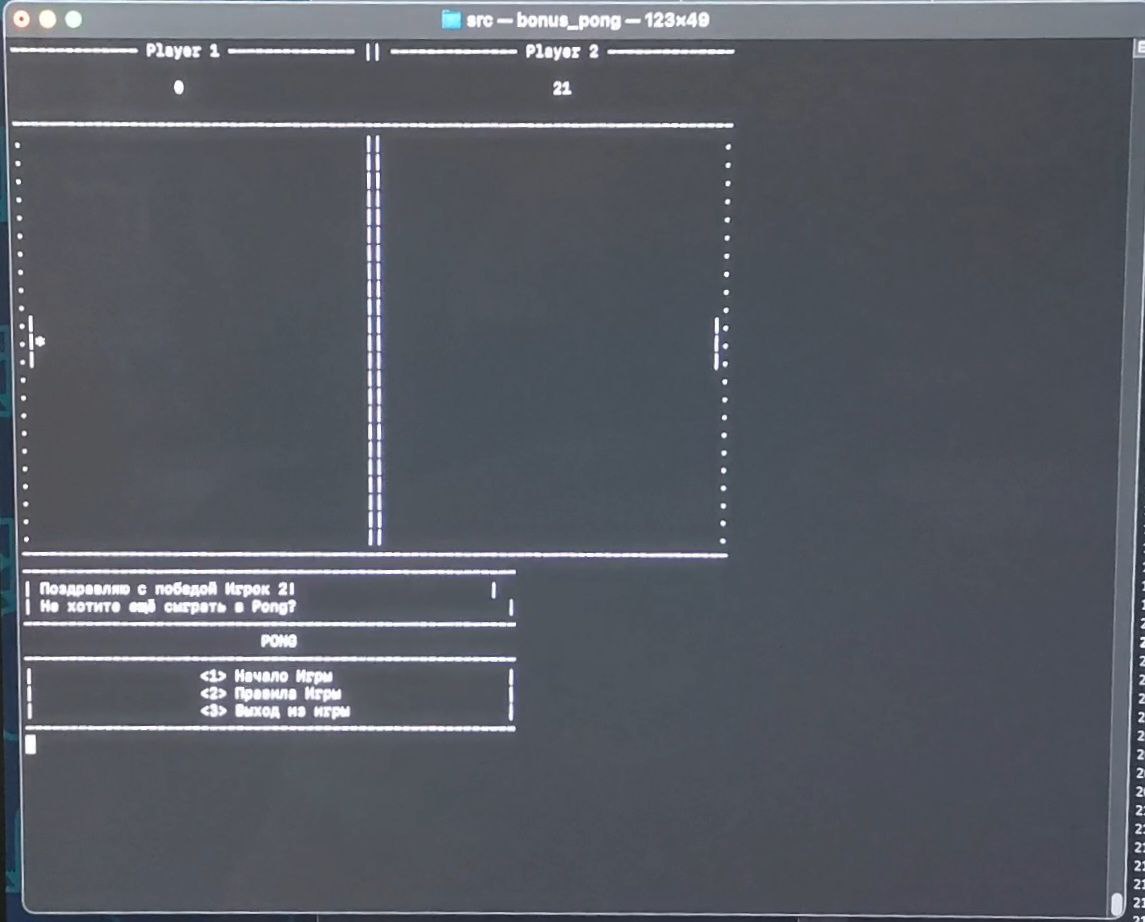 src — bonus_pong — 123×49
Player 1 || Player 2
0 21
Поздравляю с победой Игрок 2!
Не хотите ещё сыграть в Pong?
PONG
<1> Начало Игры
<2> Правила Игры
<3> Выход из игры